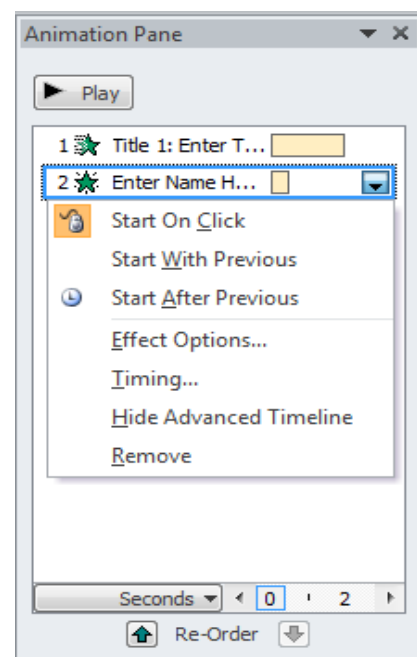 Animation Pane
Play
1 Title 1: Enter T...
2 Enter Name H...
Start On Click
Start With Previous
Start After Previous
Effect Options...
Timing...
Hide Advanced Timeline
Remove
Seconds 0 2
Re-Order